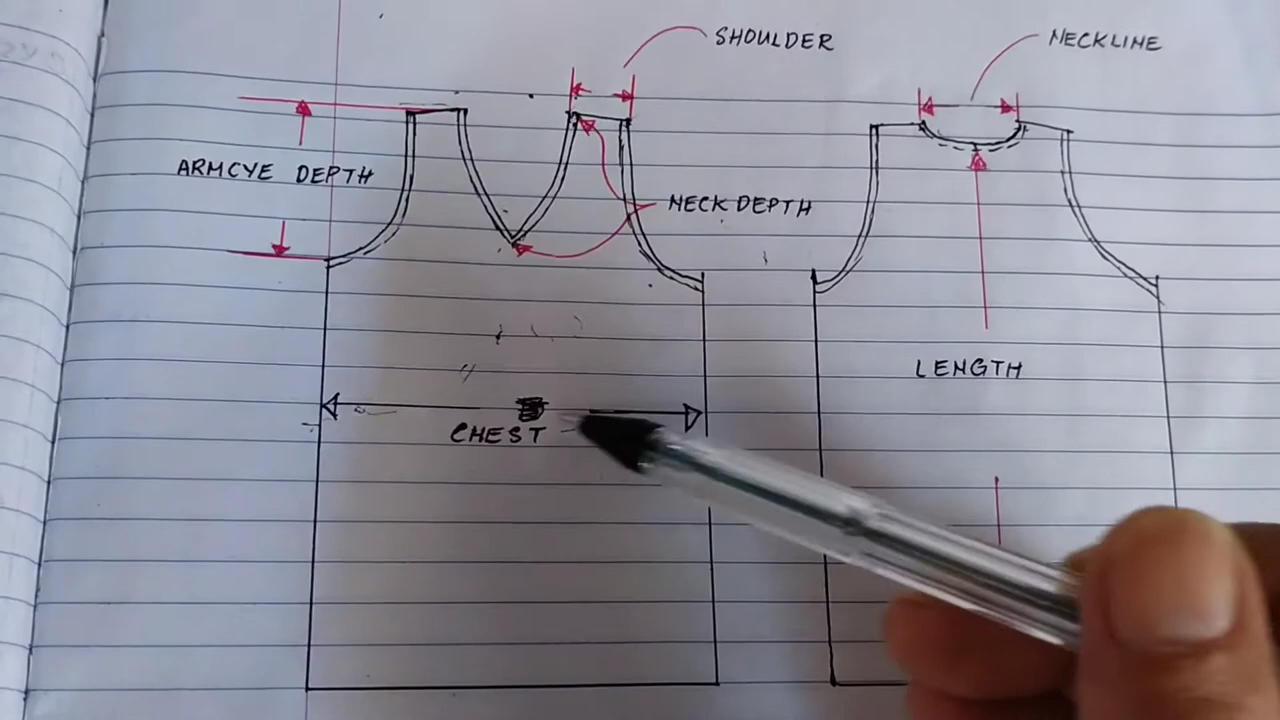 SHOULDER
NECKLINE
ARMCYE DEPTH
NECK DEPTH
LENGTH
CHEST